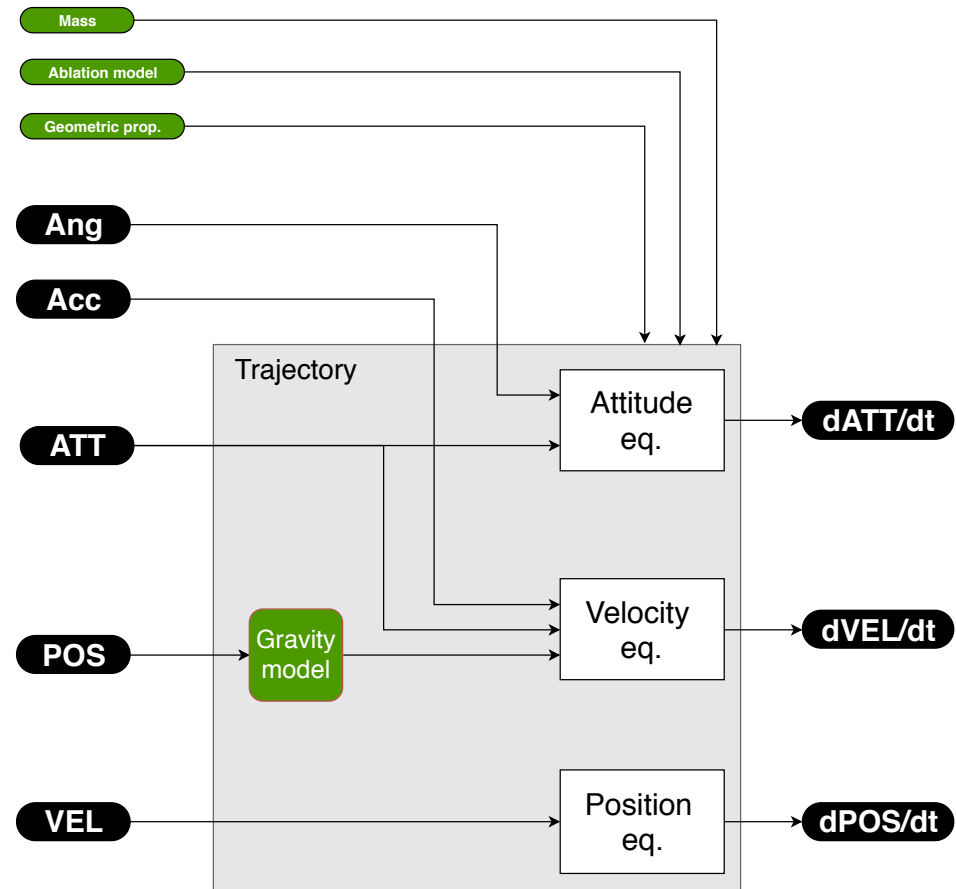 Mass
Ablation model
Geometric prop.
Ang
Acc
Trajectory
Attitude
eq.
dATT/dt
ATT
Velocity
eq.
dVEL/dt
Gravity
model
POS
Position
eq.
dPOS/dt
VEL